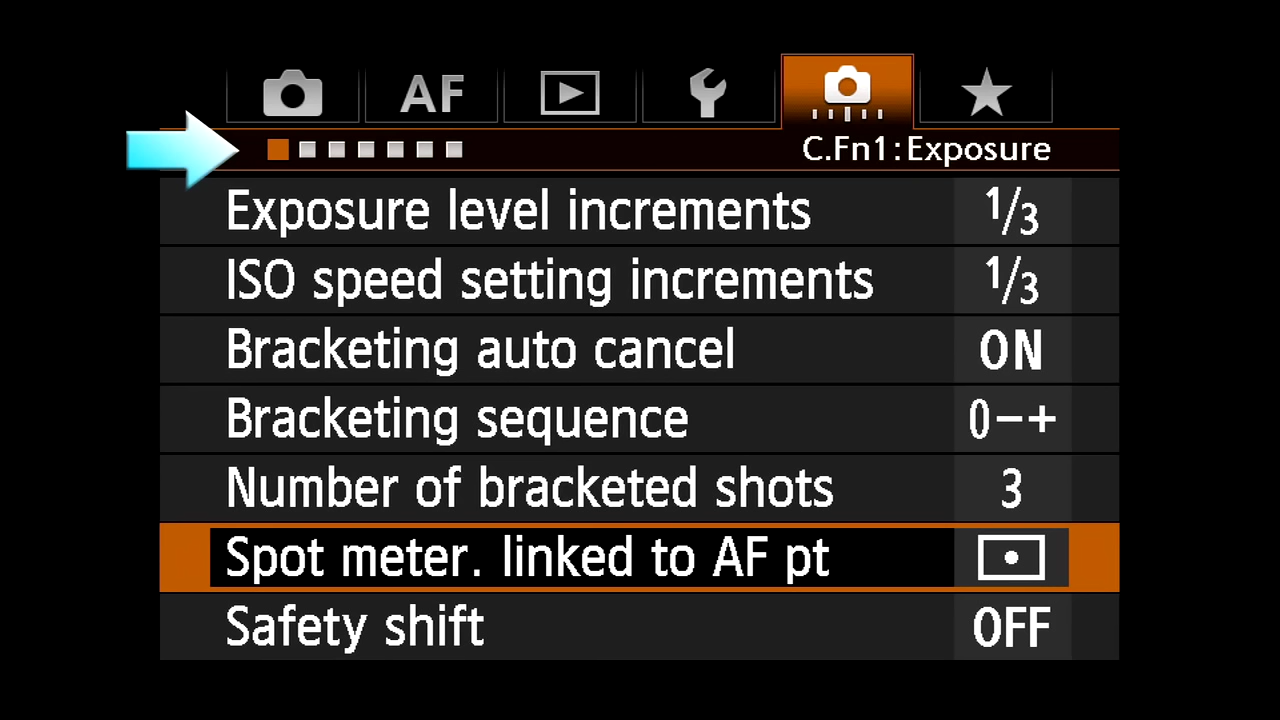 AF
C.Fn1:Exposure
Exposure level increments 1/3
ISO speed setting increments 1/3
Bracketing auto cancel ON
Bracketing sequence 0−+
Number of bracketed shots 3
Spot meter. linked to AF pt
Safety shift OFF